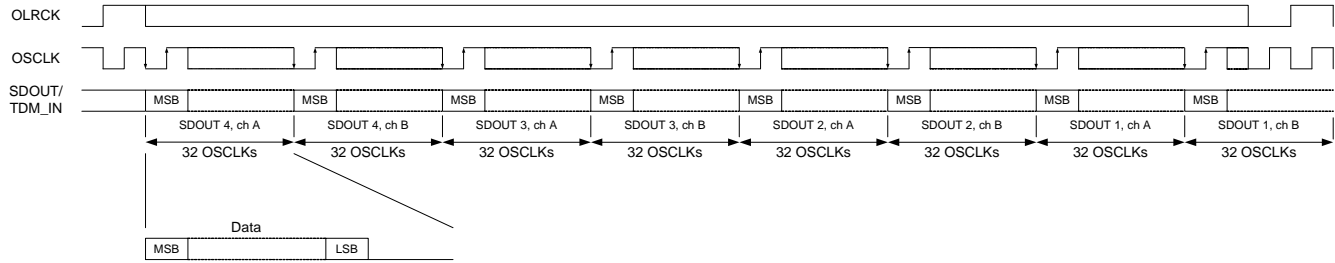 OLRCK
OSCLK
SDOUT/
TDM_IN
MSB MSB MSB MSB MSB MSB MSB MSB
SDOUT 4, ch A SDOUT 4, ch B SDOUT 3, ch A SDOUT 3, ch B SDOUT 2, ch A SDOUT 2, ch B SDOUT 1, ch A SDOUT 1, ch B
32 OSCLKs 32 OSCLKs 32 OSCLKs 32 OSCLKs 32 OSCLKs 32 OSCLKs 32 OSCLKs 32 OSCLKs
Data
MSB LSB